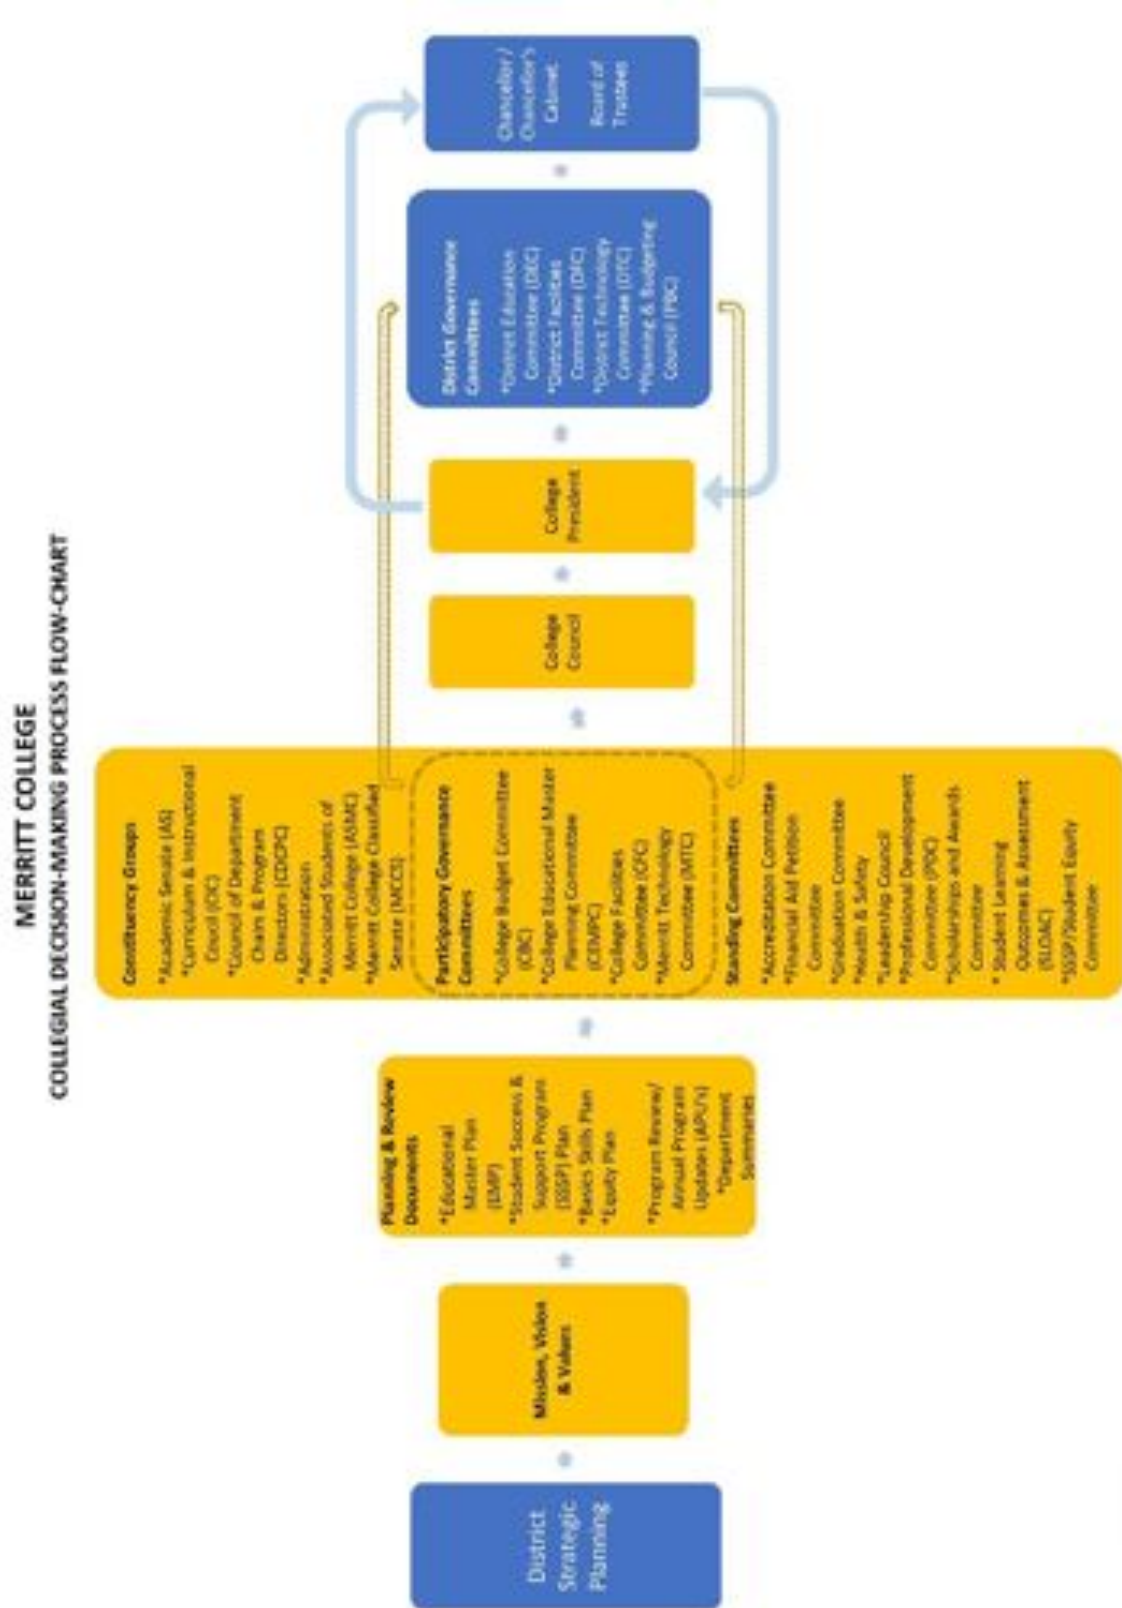 MERRITT COLLEGE
COLLEGIAL DECISION-MAKING PROCESS FLOW-CHART
District
Strategic
Planning
Mission, Vision
& Values
Planning & Review
Documents
*Educational
Master Plan
(EMP)
*Student Success &
Support Program
(SSSP) Plan
*Basics Skills Plan
*Equity Plan
*Program Review/
Annual Program
Updates (APU's)
*Department
Summaries
Constituency Groups
*Academic Senate (AS)
*Curriculum & Instructional
Council (CIC)
*Council of Department
Chairs & Program
Directors (CDCPD)
*Administration
*Associated Students of
Merritt College (ASMC)
*Merritt College Classified
Senate (MCCS)
Participatory Governance
Committees
*College Budget Committee
(CBC)
*College Educational Master
Planning Committee
(CEMPC)
*College Facilities
Committee (CFC)
*Merritt Technology
Committee (MTC)
Standing Committees
*Accreditation Committee
*Financial Aid Petition
Committee
*Graduation Committee
*Health & Safety
*Leadership Council
*Professional Development
Committee (PDC)
*Scholarships and Awards
Committee
* Student Learning
Outcomes & Assessment
(SLOAC)
*SSSP/Student Equity
Committee
College
Council
College
President
District Governance
Committees
*District Education
Committee (DEC)
*District Facilities
Committee (DFC)
*District Technology
Committee (DTC)
*Planning & Budgeting
Council (PBC)
Chancellor /
Chancellor's
Cabinet
Board of
Trustees